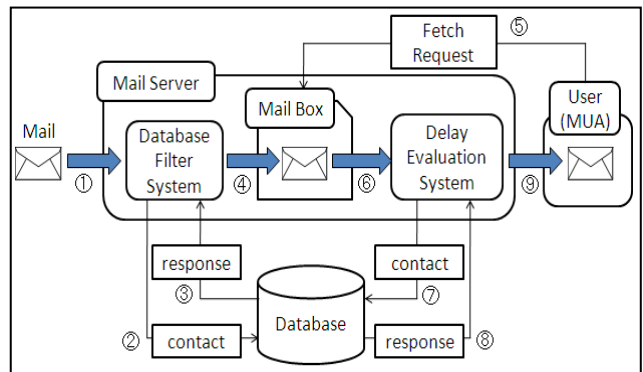 Fetch
Request
⑤
Mail Server
Mail Box
User
(MUA)
Mail
Database
Filter
System
Delay
Evaluation
System
①
④
⑥
⑨
response
contact
③
⑦
Database
②
contact
response
⑧